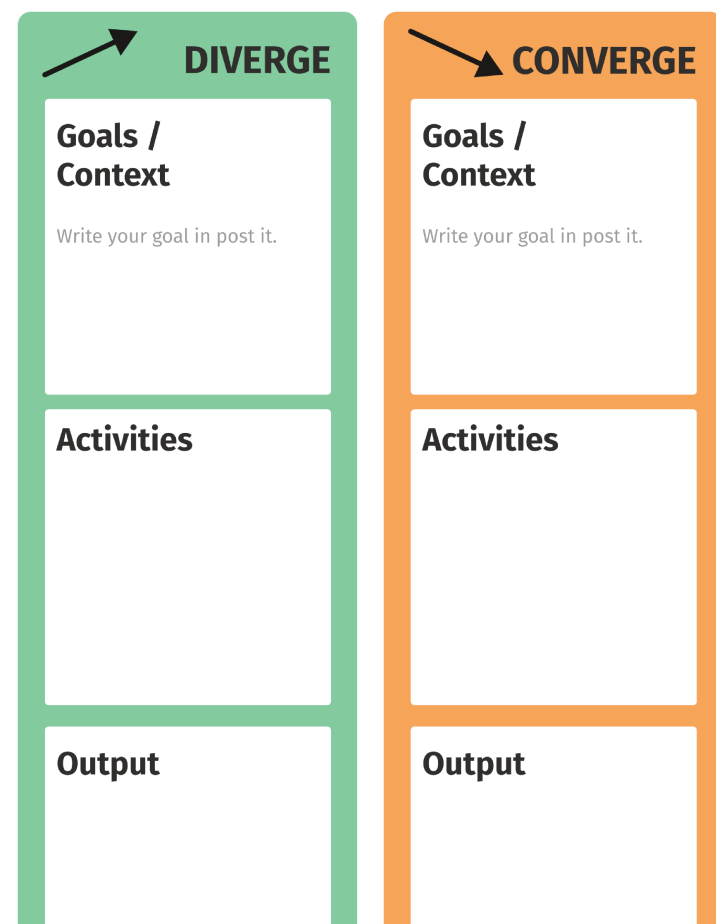 DIVERGE
Goals /
Context
Write your goal in post it.
Activities
Output
CONVERGE
Goals /
Context
Write your goal in post it.
Activities
Output